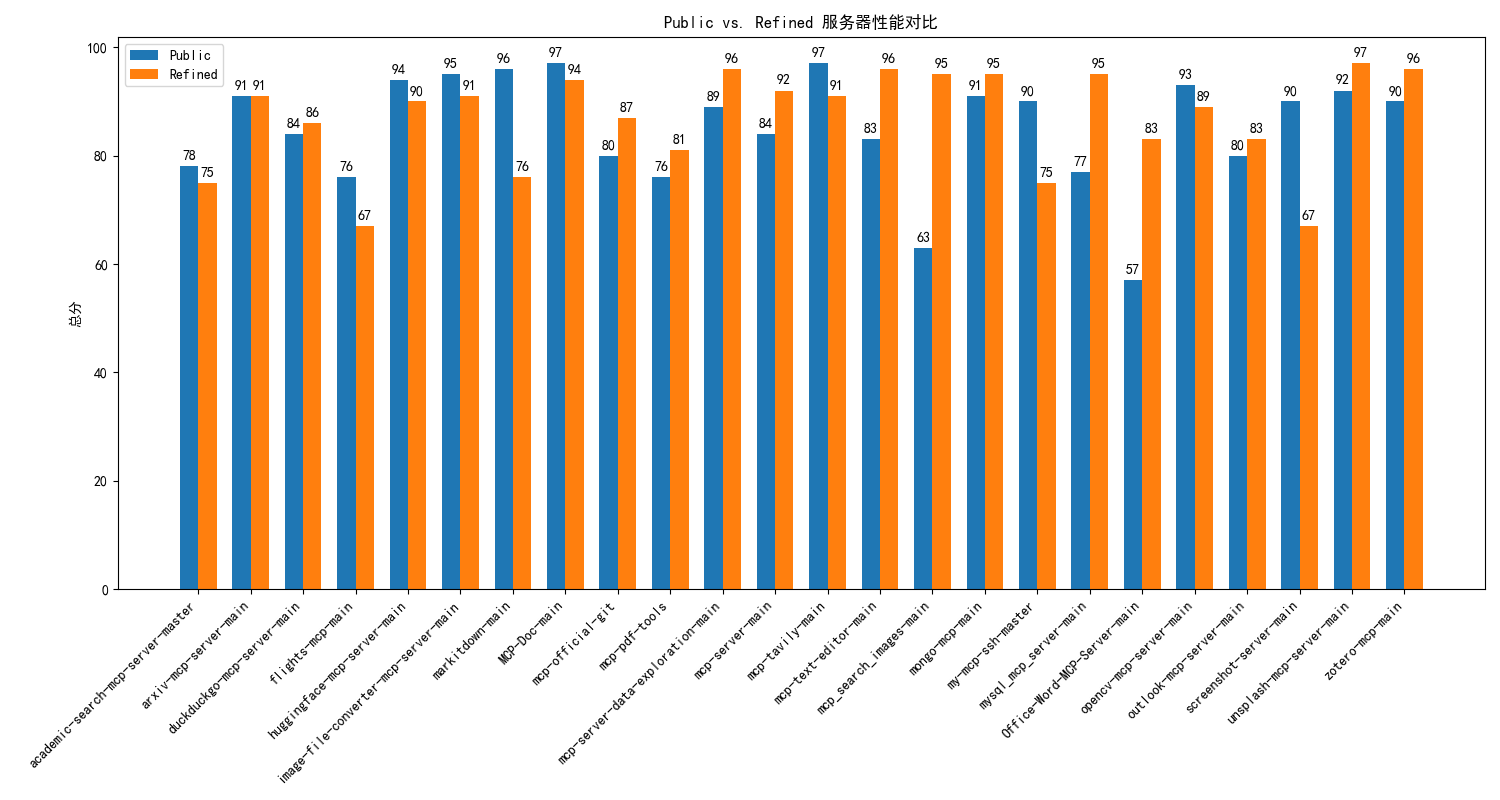 Public vs. Refined 服务器性能对比
Public
Refined
总分
100
80
60
40
20
0
78 75
91 91
84 86
76 67
94 90
95 91
96 76
97 94
80 87
76 81
89 96
84 92
97 91
83 96
63 95
91 95
90 75
77 95
57 83
93 89
80 83
90 67
92 97
90 96
academic-search-mcp-server-master
arxiv-mcp-server-main
duckduckgo-mcp-server-main
flights-mcp-main
huggingface-mcp-server-main
image-file-converter-mcp-server-main
markitdown-main
MCP-Doc-main
mcp-official-git
mcp-pdf-tools
mcp-server-data-exploration-main
mcp-server-main
mcp-tavily-main
mcp-text-editor-main
mcp_search_images-main
mongo-mcp-main
my-mcp-ssh-master
mysql_mcp_server-main
Office-Word-MCP-Server-main
opencv-mcp-server-main
outlook-mcp-server-main
screenshot-server-main
unsplash-mcp-server-main
zotero-mcp-main